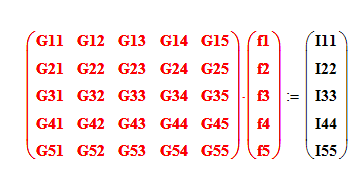 G11 G12 G13 G14 G15 f1 I11
G21 G22 G23 G24 G25 f2 I22
G31 G32 G33 G34 G35 · f3 := I33
G41 G42 G43 G44 G45 f4 I44
G51 G52 G53 G54 G55 f5 I55